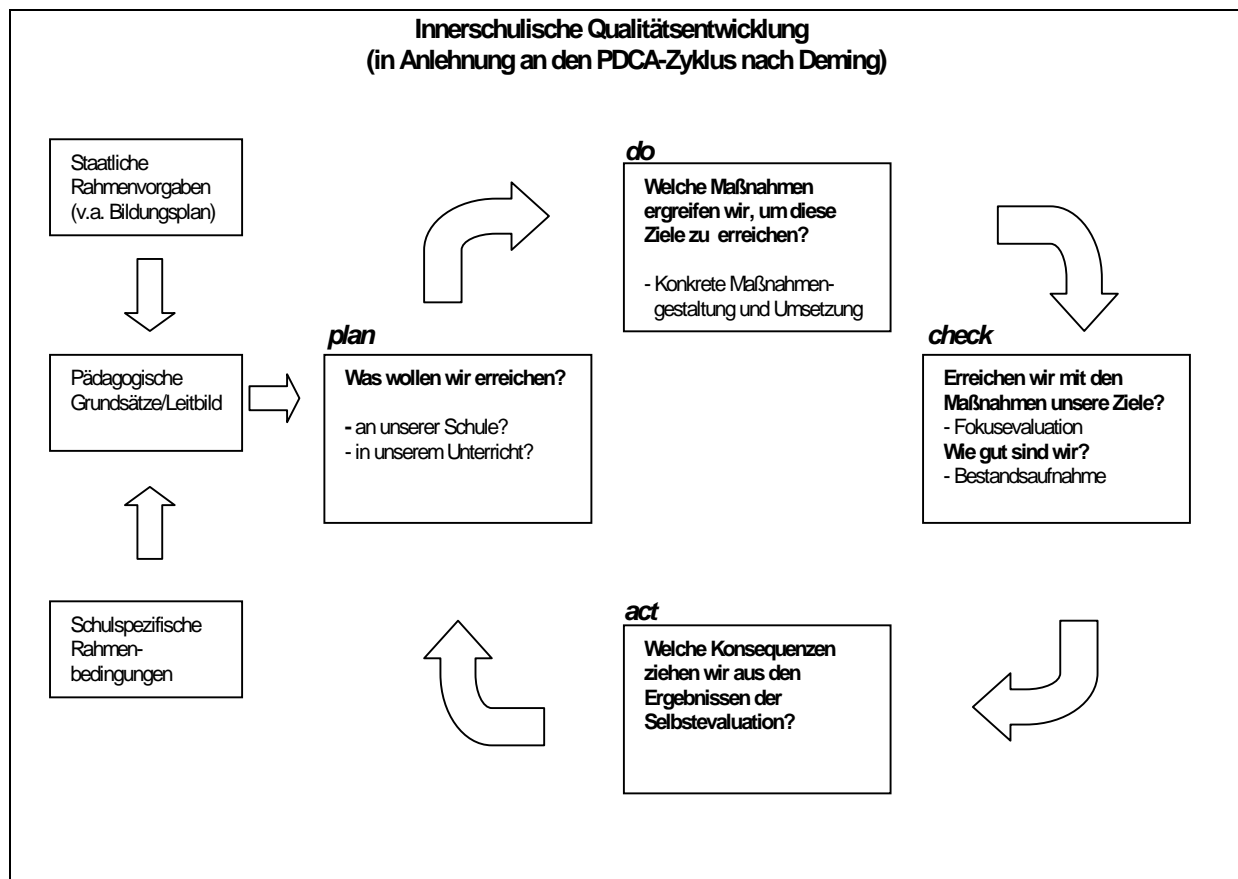 Innerschulische Qualitätsentwicklung
(in Anlehnung an den PDCA-Zyklus nach Deming)
Staatliche
Rahmenvorgaben
(v.a. Bildungsplan)
Pädagogische
Grundsätze/Leitbild
Schulspezifische
Rahmen-
bedingungen
plan
Was wollen wir erreichen?
- an unserer Schule?
- in unserem Unterricht?
do
Welche Maßnahmen
ergreifen wir, um diese
Ziele zu erreichen?
- Konkrete Maßnahmen-
gestaltung und Umsetzung
check
Erreichen wir mit den
Maßnahmen unsere Ziele?
- Fokusevaluation
Wie gut sind wir?
- Bestandsaufnahme
act
Welche Konsequenzen
ziehen wir aus den
Ergebnissen der
Selbstevaluation?